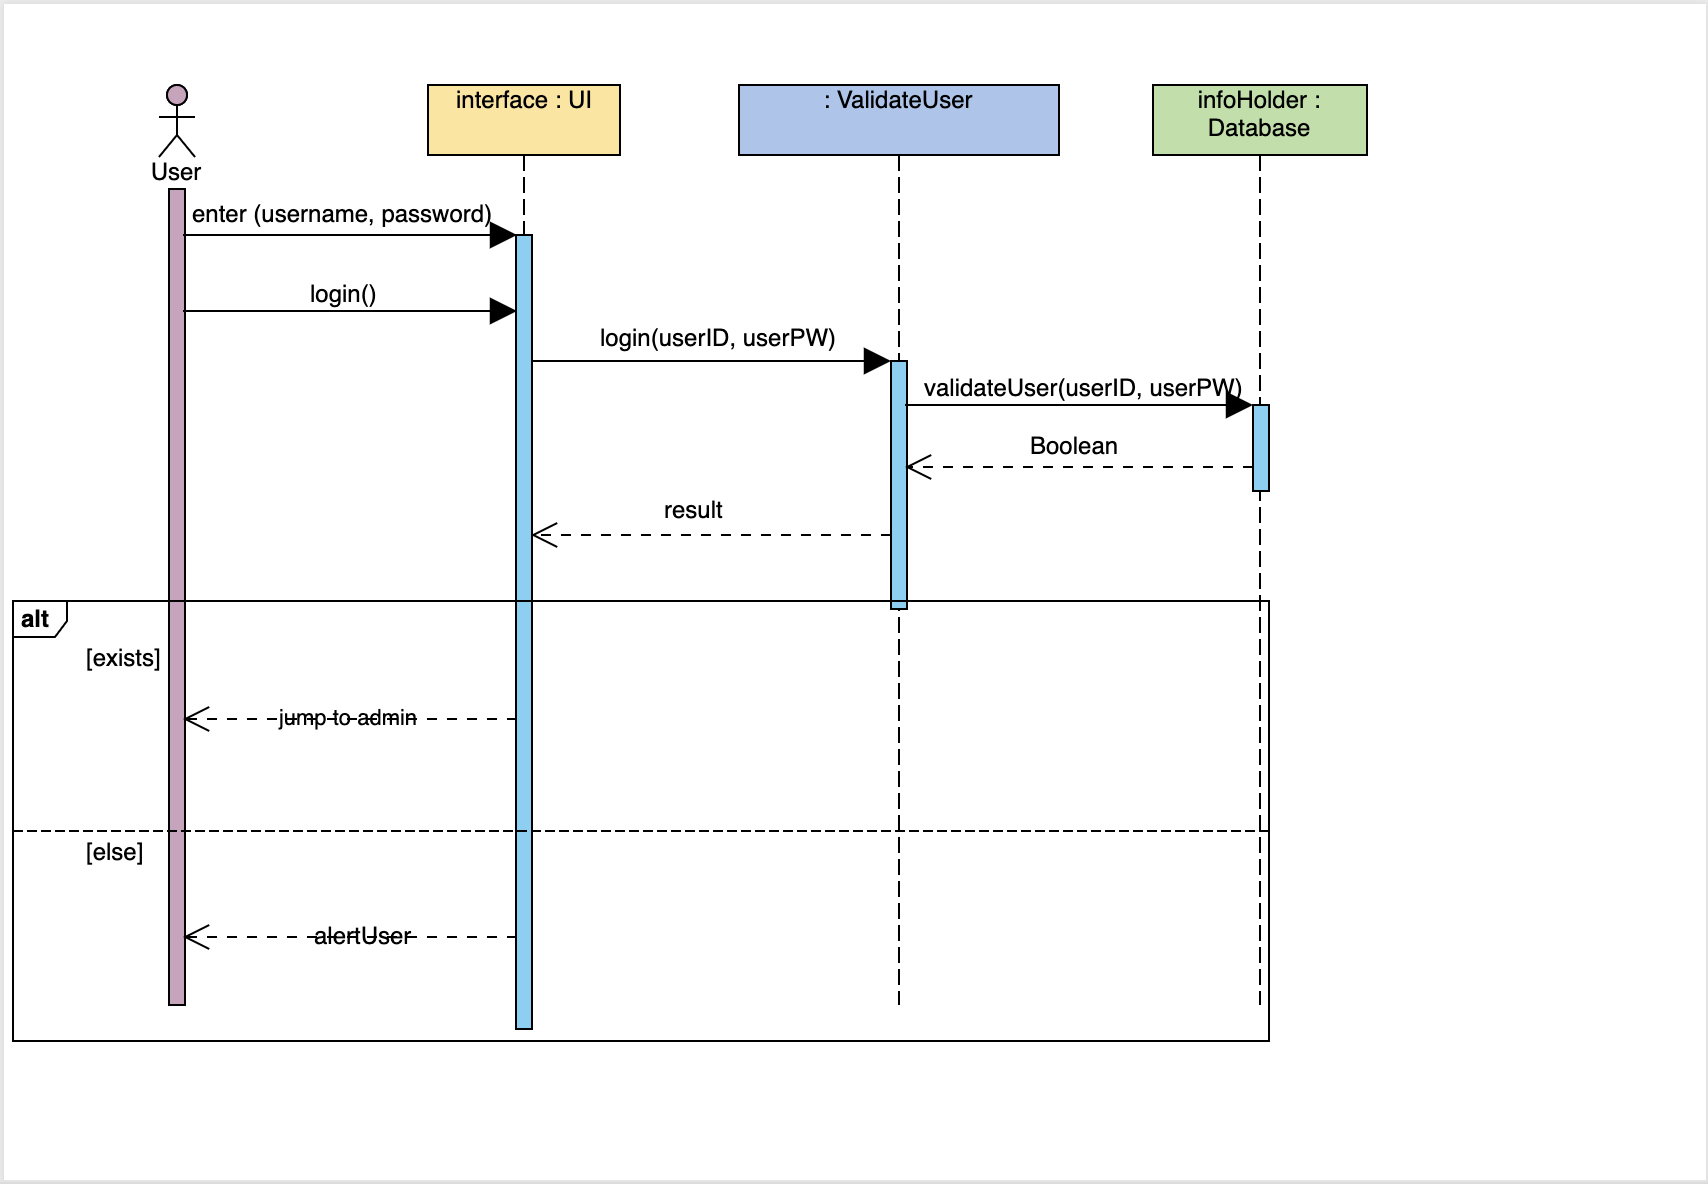 interface : UI
: ValidateUser
infoHolder :
Database
User
enter (username, password)
login()
login(userID, userPW)
validateUser(userID, userPW)
Boolean
result
alt
[exists]
jump to admin
[else]
alertUser